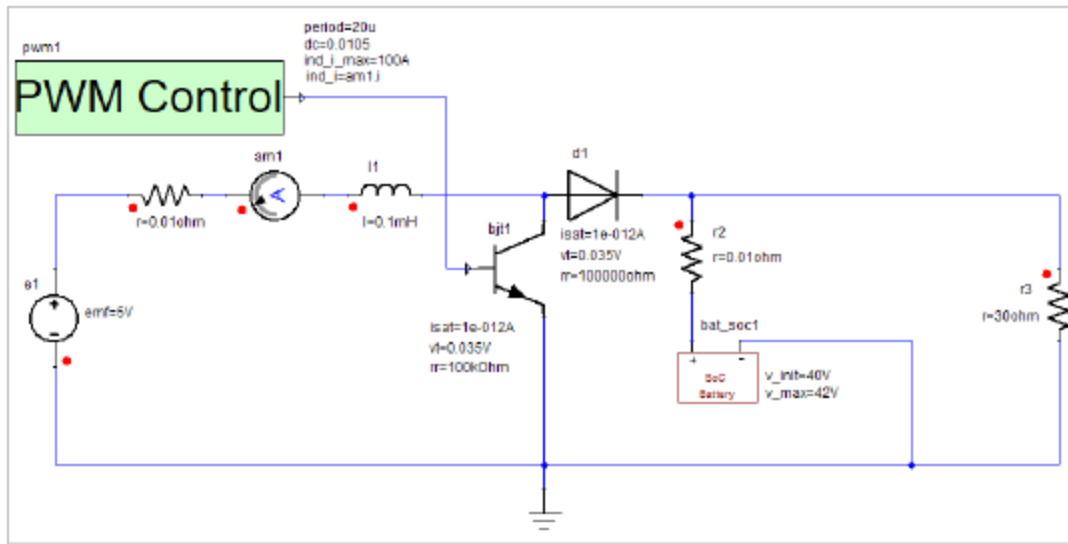 pwm1
PWM Control
period=20u
dc=0.0105
ind_i_max=100A
ind_i=am1.i
am1
A
l1
d1
r=0.01ohm
l=0.1mH
bjt1
isat=1e-012A
vt=0.035V
rr=100000ohm
r2
r=0.01ohm
e1
+
emf=5V
-
r3
r=30ohm
isat=1e-012A
vt=0.035V
rr=100kOhm
bat_soc1
+ -
SoC
Battery
v_init=40V
v_max=42V